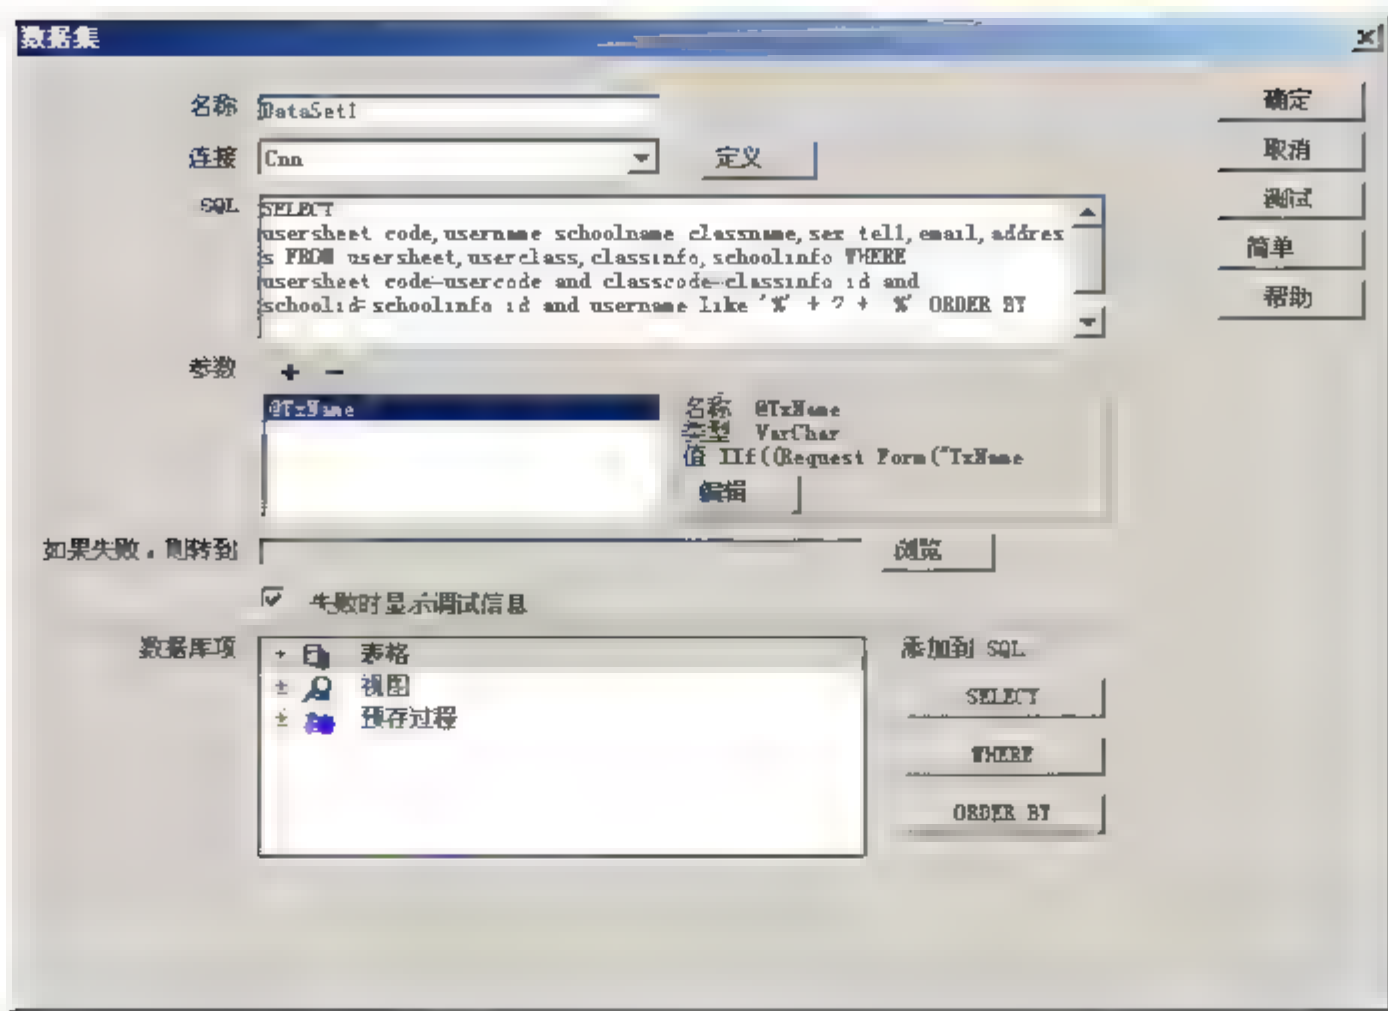 数据集
名称 DataSet1
确定
连接 Cnn 定义
取消
SQL SELECT
usersheet code,username schoolname classname,sex tell,email,addres
s FROM usersheet,userclass,classinfo,schoolinfo WHERE
usersheet code=usercode and classcode=classinfo id and
schoolid=schoolinfo id and username like '%' + ? + %' ORDER BY
调试
简单
帮助
参数 + −
@TxName
名称 @TxName
类型 VarChar
值 IIf((Request Form("TxName
编辑
如果失败，则转到 浏览
失败时显示调试信息
数据库项
表格
视图
预存过程
添加到 SQL
SELECT
WHERE
ORDER BY